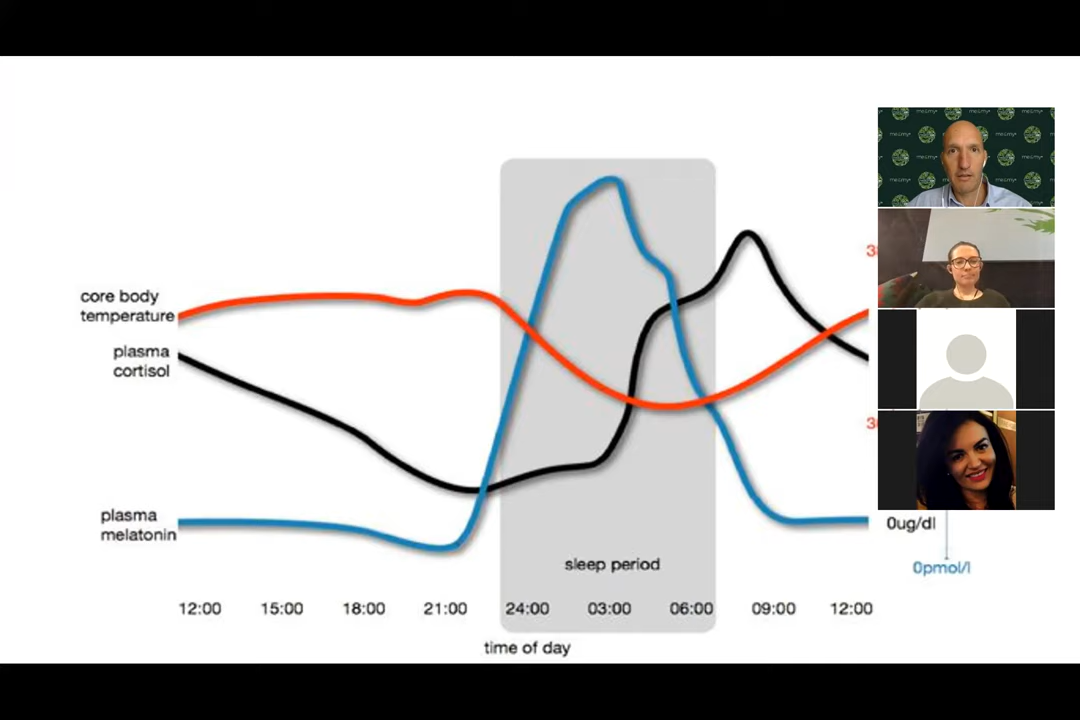 core body
temperature
plasma
cortisol
plasma
melatonin
sleep period
12:00 15:00 18:00 21:00 24:00 03:00 06:00 09:00 12:00
time of day
0ug/dl
0pmol/l